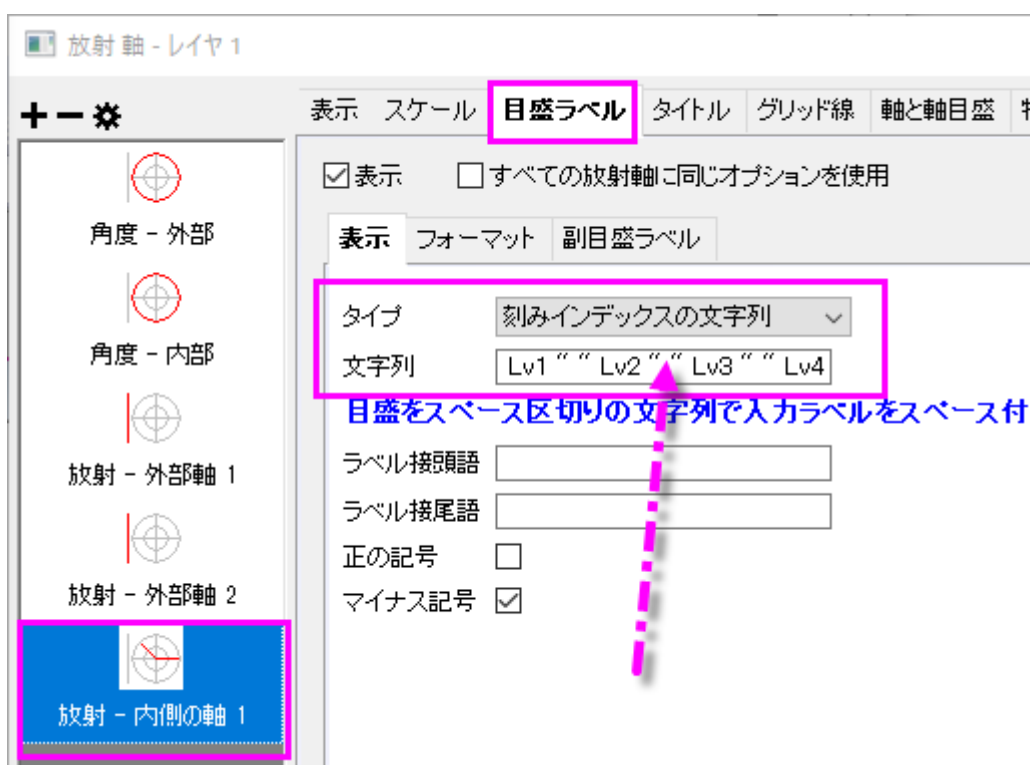 放射 軸 - レイヤ 1
表示 スケール 目盛ラベル タイトル グリッド線 軸と軸目盛
表示 すべての放射軸に同じオプションを使用
表示 フォーマット 副目盛ラベル
タイプ 刻みインデックスの文字列
文字列 Lv1 “ “ Lv2 “ “ Lv3 “ “ Lv4
目盛をスペース区切りの文字列で入力ラベルをスペース付
ラベル接頭語
ラベル接尾語
正の記号
マイナス記号
角度 - 外部
角度 - 内部
放射 - 外部軸 1
放射 - 外部軸 2
放射 - 内側の軸 1